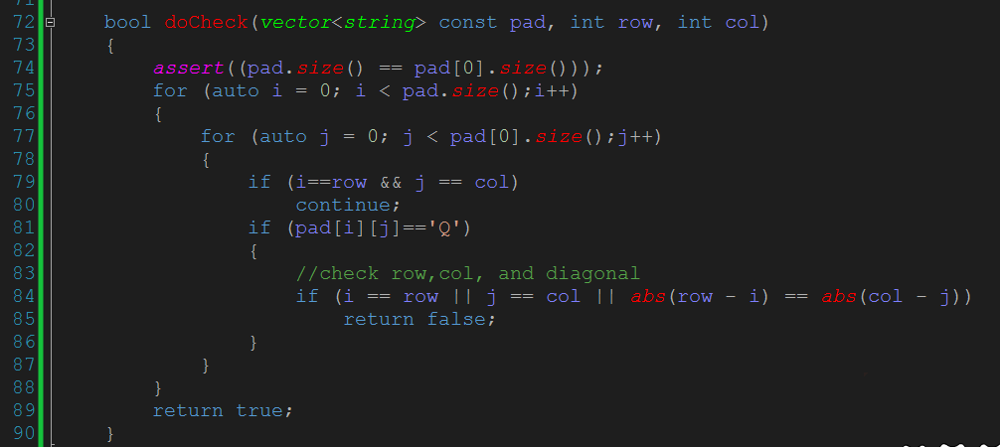 72 bool doCheck(vector<string> const pad, int row, int col)
73 {
74 assert((pad.size() == pad[0].size()));
75 for (auto i = 0; i < pad.size();i++)
76 {
77 for (auto j = 0; j < pad[0].size();j++)
78 {
79 if (i==row && j == col)
80 continue;
81 if (pad[i][j]=='Q')
82 {
83 //check row,col, and diagonal
84 if (i == row || j == col || abs(row - i) == abs(col - j))
85 return false;
86 }
87 }
88 }
89 return true;
90 }